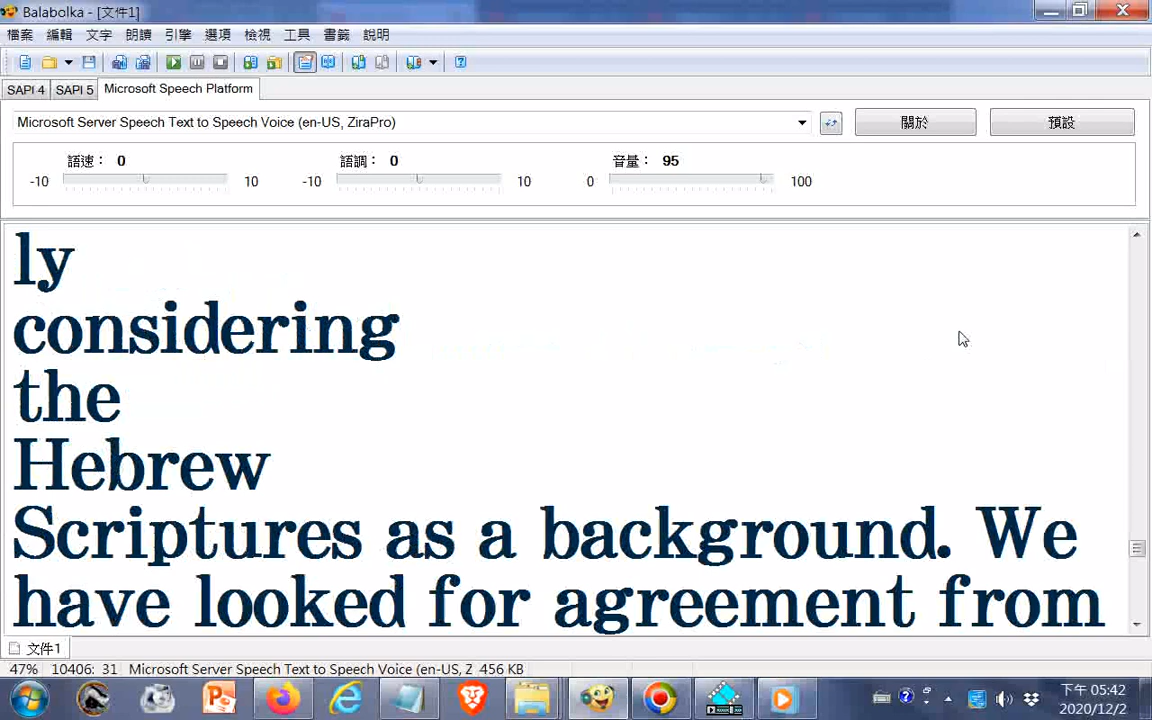 Balabolka - [文件1]
檔案 編輯 文字 朗讀 引擎 選項 檢視 工具 書籤 說明
SAPI 4 SAPI 5 Microsoft Speech Platform
Microsoft Server Speech Text to Speech Voice (en-US, ZiraPro) 關於 預設
語速： 0 語調： 0 音量： 95
-10 10 -10 10 0 100
ly
considering
the
Hebrew
Scriptures as a background. We
have looked for agreement from
文件1
47% 10406: 31 Microsoft Server Speech Text to Speech Voice (en-US, Z 456 KB
下午 05:42
2020/12/2